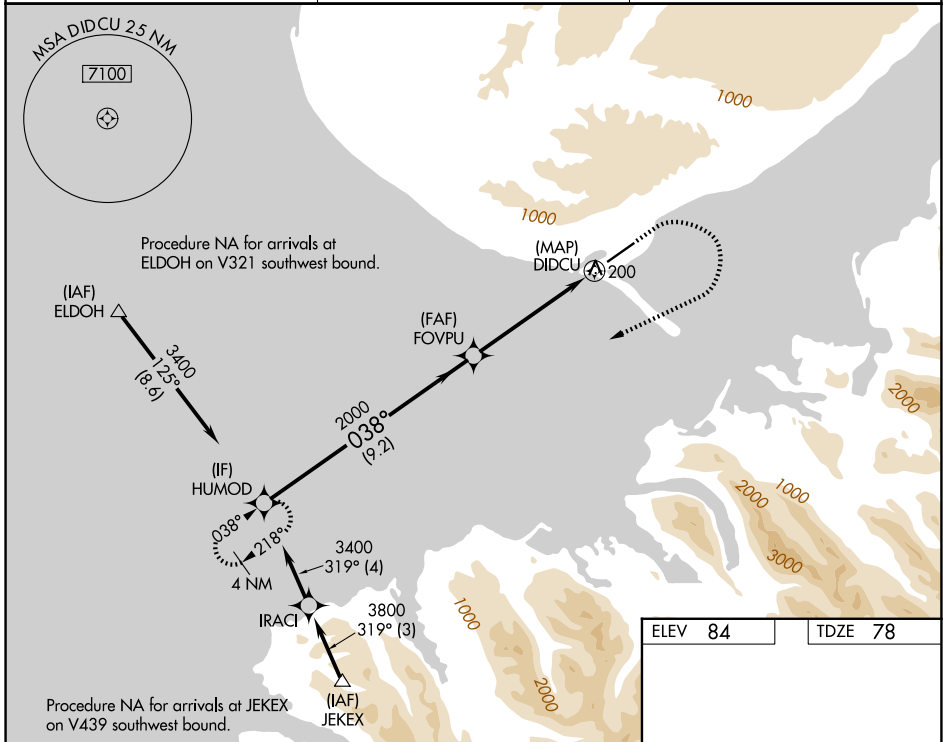 MSA DIDCU 25 NM
7100
1000
1000
Procedure NA for arrivals at
ELDOH on V321 southwest bound.
(MAP)
DIDCU
200
(IAF)
ELDOH
3400
125°
(8.6)
(FAF)
FOVPU
2000
038°
(9.2)
2000
(IF)
HUMOD
038°
218°
4 NM
3400
319° (4)
2000
1000
3000
IRACI
3800
319° (3)
1000
2000
(IAF)
JEKEX
Procedure NA for arrivals at JEKEX
on V439 southwest bound.
ELEV 84
TDZE 78